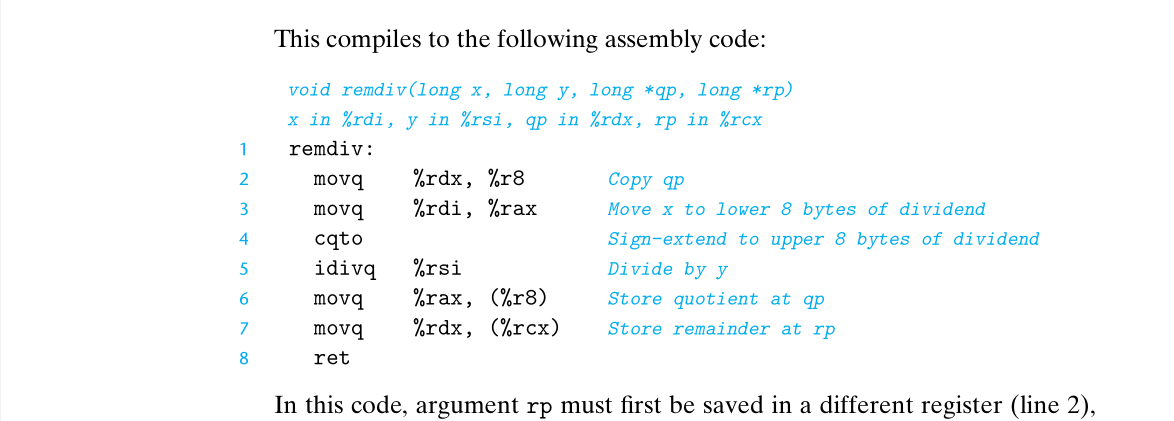 This compiles to the following assembly code:
void remdiv(long x, long y, long *qp, long *rp)
x in %rdi, y in %rsi, qp in %rdx, rp in %rcx
1 remdiv:
2 movq %rdx, %r8 Copy qp
3 movq %rdi, %rax Move x to lower 8 bytes of dividend
4 cqto Sign-extend to upper 8 bytes of dividend
5 idivq %rsi Divide by y
6 movq %rax, (%r8) Store quotient at qp
7 movq %rdx, (%rcx) Store remainder at rp
8 ret
In this code, argument rp must first be saved in a different register (line 2),